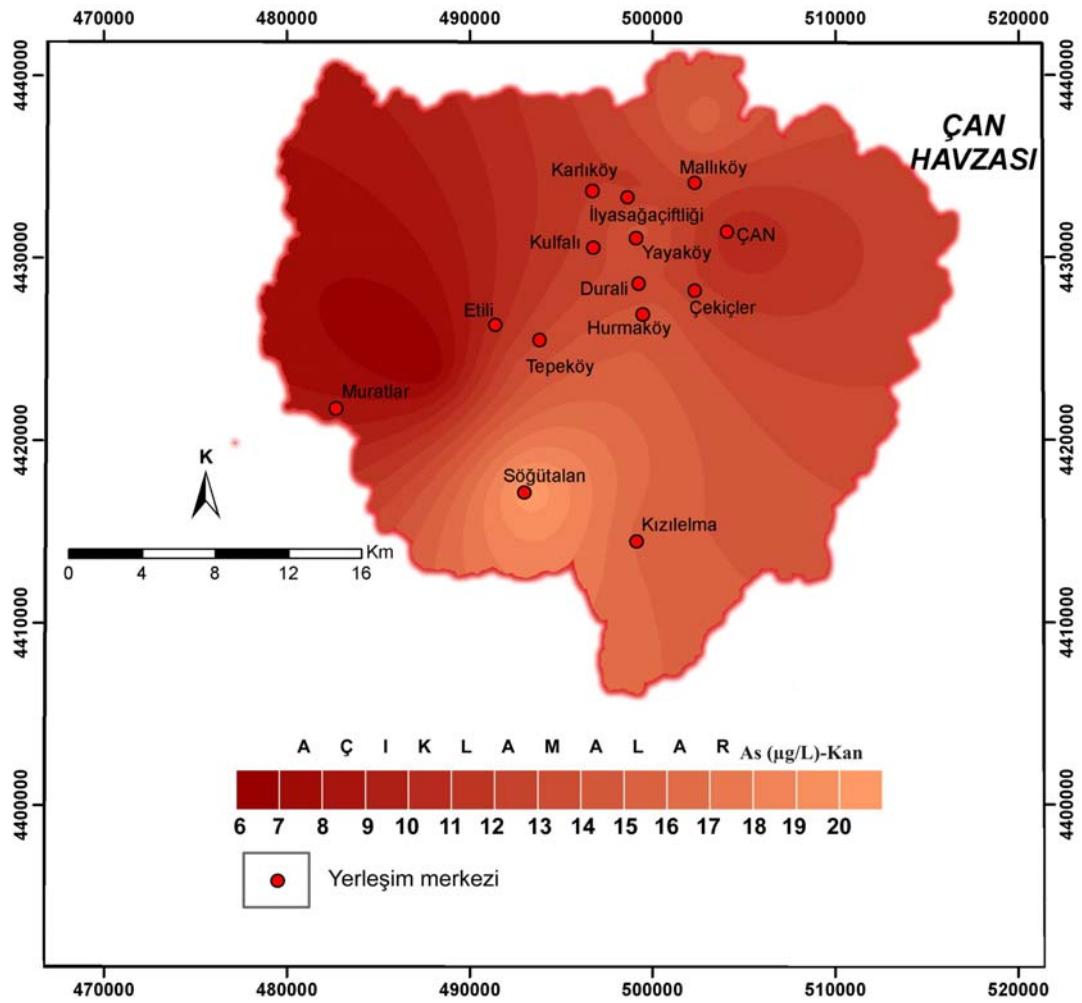 470000 480000 490000 500000 510000 520000
4440000 4440000
ÇAN
HAVZASI
Karlıköy
Mallıköy
İlyasağaçiftliği
ÇAN
Kulfalı
Yayaköy
4430000 4430000
Durali
Çekiçler
Etili
Hurmaköy
Tepeköy
Muratlar
4420000 4420000
K
Söğütalan
Kızılelma
Km
0 4 8 12 16
4410000 4410000
A Ç I K L A M A L A R As (µg/L)-Kan
4400000 4400000
6 7 8 9 10 11 12 13 14 15 16 17 18 19 20
Yerleşim merkezi
470000 480000 490000 500000 510000 520000